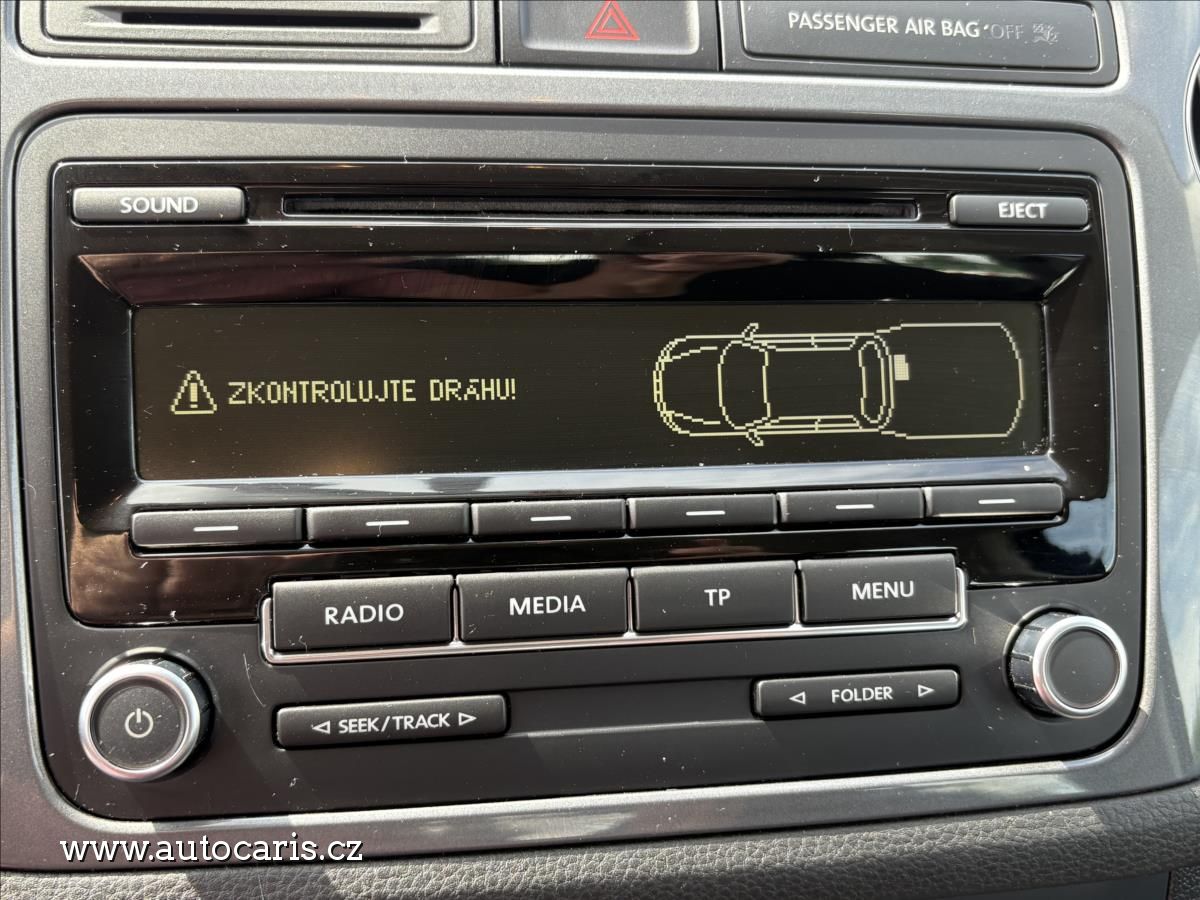 PASSENGER AIR BAG OFF
SOUND
EJECT
ZKONTROLUJTE DRÁHU!
RADIO
MEDIA
TP
MENU
SEEK/TRACK
FOLDER
www.autocaris.cz